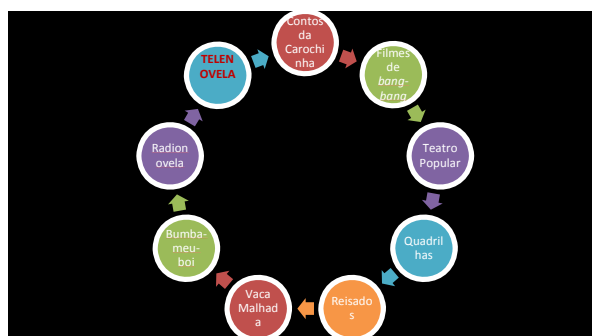 Contos
da
Carochi
nha
Filmes
de
bang-
bang
Teatro
Popular
Quadril
has
Reisado
s
Vaca
Malhad
a
Bumba-
meu-
boi
Radion
ovela
TELEN
OVELA